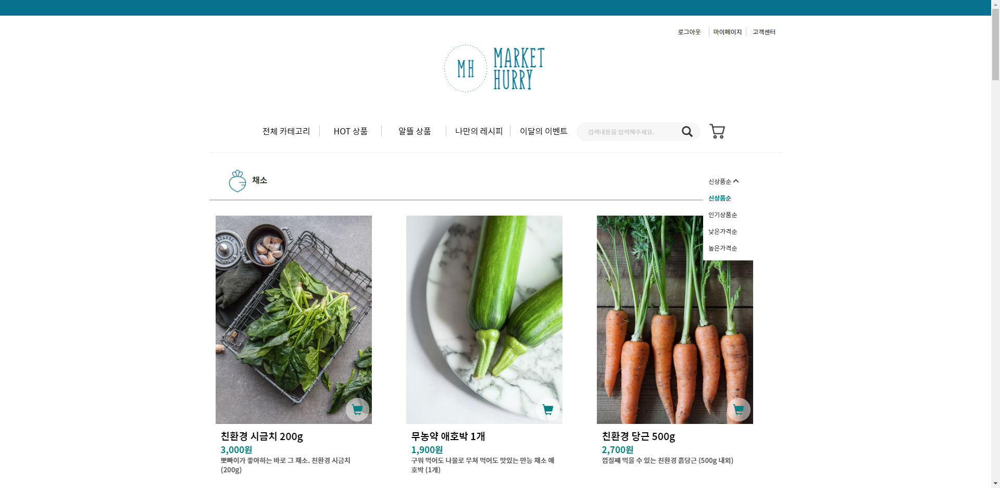 로그아웃 마이페이지 고객센터
MH MARKET
HURRY
전체 카테고리 HOT 상품 알뜰 상품 나만의 레시피 이달의 이벤트 검색내용을 입력해주세요.
채소
신상품순
신상품순
인기상품순
낮은가격순
높은가격순
친환경 시금치 200g
3,000원
뽀빠이가 좋아하는 바로 그 채소. 친환경 시금치
(200g)
무농약 애호박 1개
1,900원
구워 먹어도 나물로 무쳐 먹어도 맛있는 만능 채소 애
호박 (1개)
친환경 당근 500g
2,700원
껍질째 먹을 수 있는 친환경 흙당근 (500g 내외)